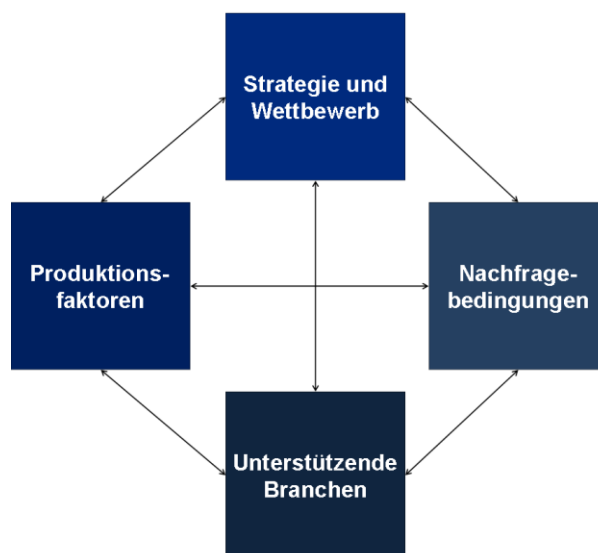 Strategie und
Wettbewerb
Produktions-
faktoren
Nachfrage-
bedingungen
Unterstützende
Branchen